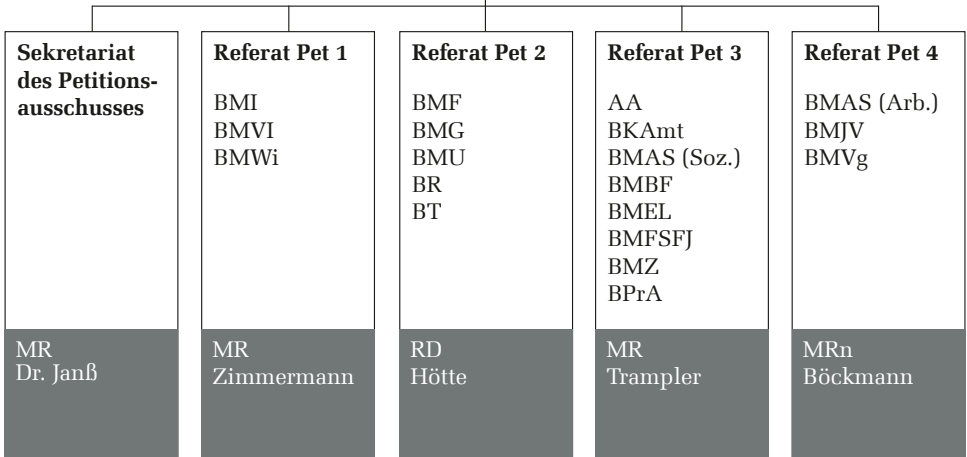 Sekretariat
des Petitions-
ausschusses
MR
Dr. Janß
Referat Pet 1
BMI
BMVI
BMWi
MR
Zimmermann
Referat Pet 2
BMF
BMG
BMU
BR
BT
RD
Hötte
Referat Pet 3
AA
BKAmt
BMAS (Soz.)
BMBF
BMEL
BMFSFJ
BMZ
BPrA
MR
Trampler
Referat Pet 4
BMAS (Arb.)
BMJV
BMVg
MRn
Böckmann